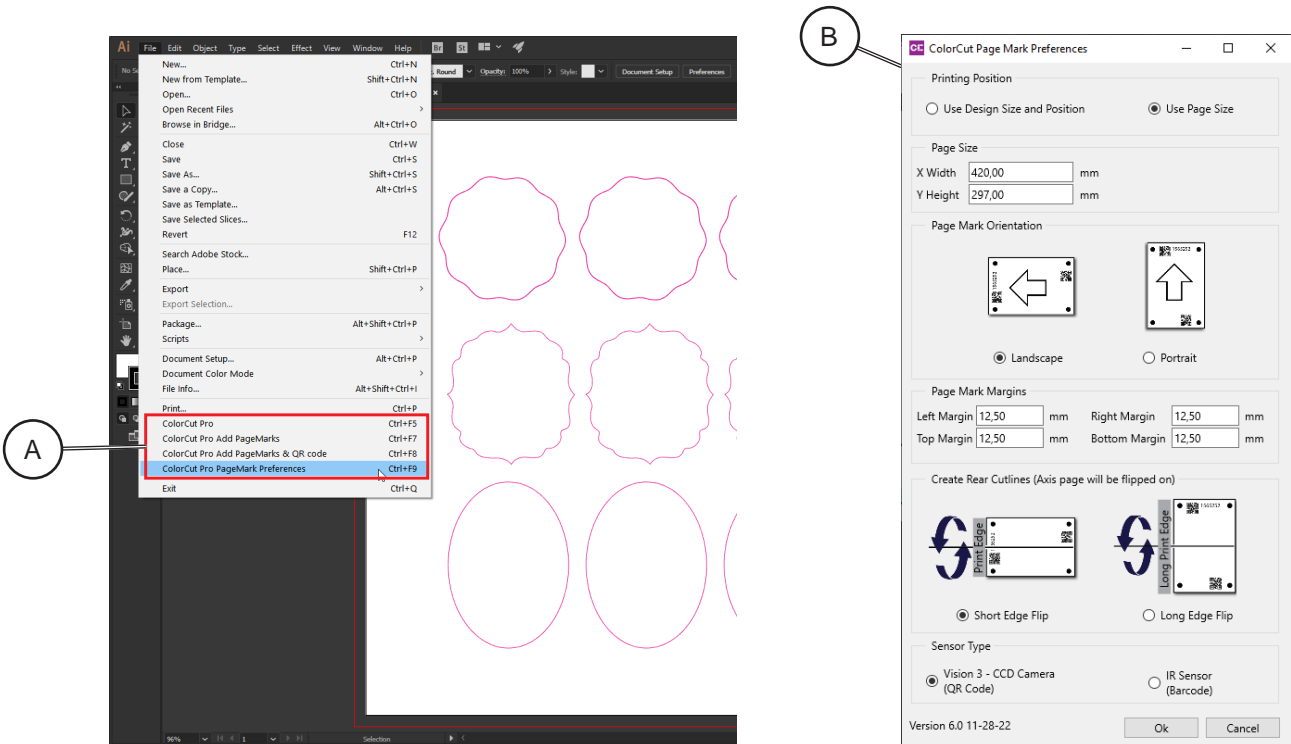 A
B
Ai File Edit Object Type Select Effect View Window Help Br St
No Se
Round Opacity: 100% Style: Document Setup Preferences
New... Ctrl+N
New from Template... Shift+Ctrl+N
Open... Ctrl+O
Open Recent Files
Browse in Bridge... Alt+Ctrl+O
Close Ctrl+W
Save Ctrl+S
Save As... Shift+Ctrl+S
Save a Copy... Alt+Ctrl+S
Save as Template...
Save Selected Slices...
Revert F12
Search Adobe Stock...
Place... Shift+Ctrl+P
Export
Export Selection...
Package... Alt+Shift+Ctrl+P
Scripts
Document Setup... Alt+Ctrl+P
Document Color Mode
File Info... Alt+Shift+Ctrl+I
Print... Ctrl+P
ColorCut Pro Ctrl+F5
ColorCut Pro Add PageMarks Ctrl+F7
ColorCut Pro Add PageMarks & QR code Ctrl+F8
ColorCut Pro PageMark Preferences Ctrl+F9
Exit Ctrl+Q
96% 1 Selection
CC ColorCut Page Mark Preferences
Printing Position
Use Design Size and Position Use Page Size
Page Size
X Width 420,00 mm
Y Height 297,00 mm
Page Mark Orientation
Landscape Portrait
Page Mark Margins
Left Margin 12,50 mm Right Margin 12,50 mm
Top Margin 12,50 mm Bottom Margin 12,50 mm
Create Rear Cutlines (Axis page will be flipped on)
Print Edge
Long Print Edge
Short Edge Flip Long Edge Flip
Sensor Type
Vision 3 - CCD Camera
(QR Code)
IR Sensor
(Barcode)
Version 6.0 11-28-22 Ok Cancel